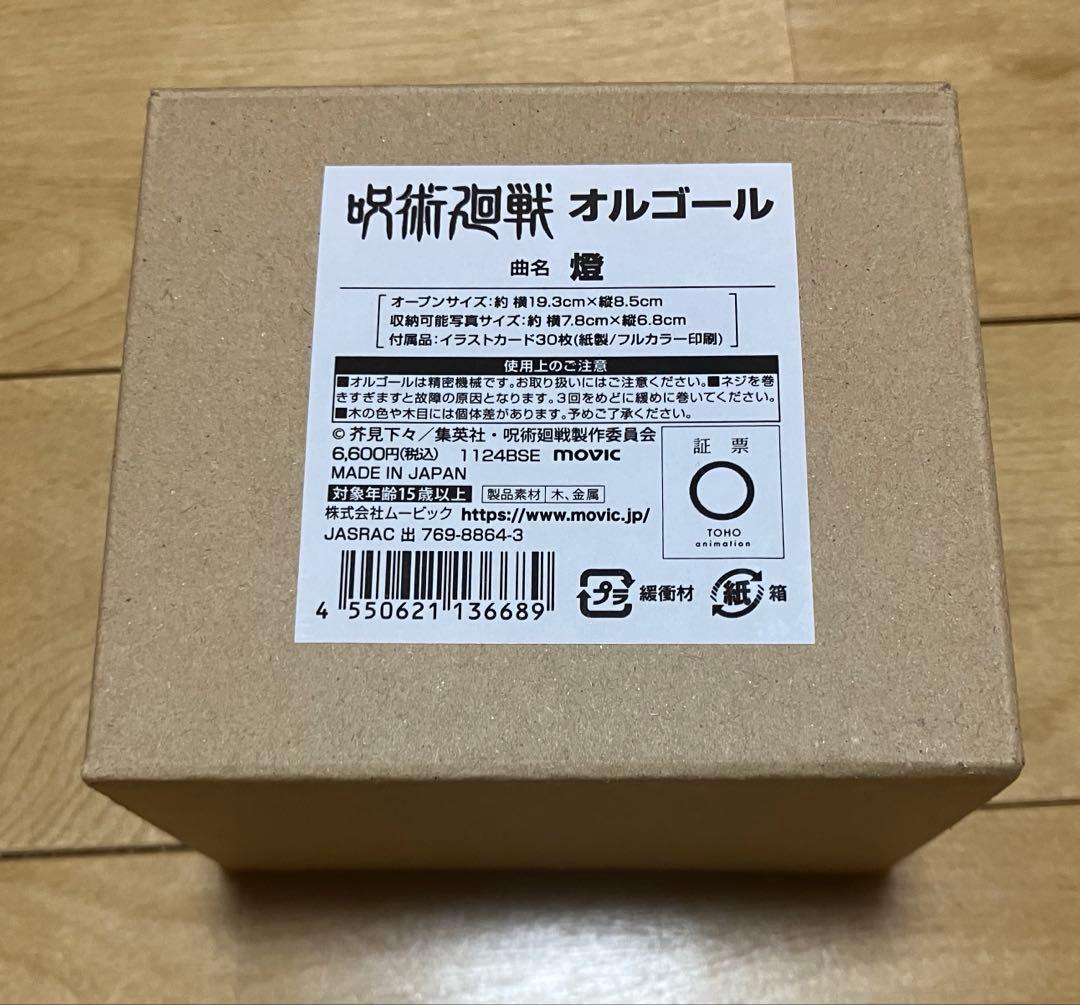 呪術廻戦 オルゴール
曲名 燈
オープンサイズ：約 横19.3cm×縦8.5cm
収納可能写真サイズ：約 横7.8cm×縦6.8cm
付属品：イラストカード30枚(紙製/フルカラー印刷)
使用上のご注意
■オルゴールは精密機械です。お取り扱いにはご注意ください。■ネジを巻
きすぎますと故障の原因となります。3回をめどに緩めに巻いてください。
■木の色や木目には個体差があります。予めご了承ください。
© 芥見下々／集英社・呪術廻戦製作委員会
6,600円(税込) 1124BSE movic
MADE IN JAPAN
対象年齢15歳以上 製品素材 木、金属
株式会社ムービック https://www.movic.jp/
JASRAC 出 769-8864-3
証 票
TOHO
animation
4 550621 136689
プラ 緩衝材 紙 箱